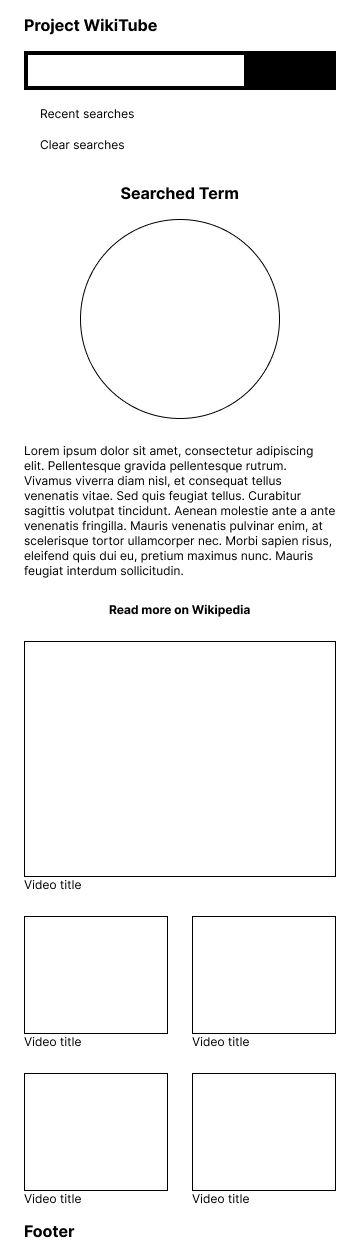 Project WikiTube
Recent searches
Clear searches
Searched Term
Lorem ipsum dolor sit amet, consectetur adipiscing
elit. Pellentesque gravida pellentesque rutrum.
Vivamus viverra diam nisl, et consequat tellus
venenatis vitae. Sed quis feugiat tellus. Curabitur
sagittis volutpat tincidunt. Aenean molestie ante a ante
venenatis fringilla. Mauris venenatis pulvinar enim, at
scelerisque tortor ullamcorper nec. Morbi sapien risus,
eleifend quis dui eu, pretium maximus nunc. Mauris
feugiat interdum sollicitudin.
Read more on Wikipedia
Video title
Video title
Video title
Video title
Video title
Footer